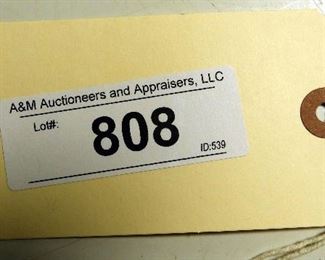 A&M Auctioneers and Appraisers, LLC
Lot#: 808 ID:539